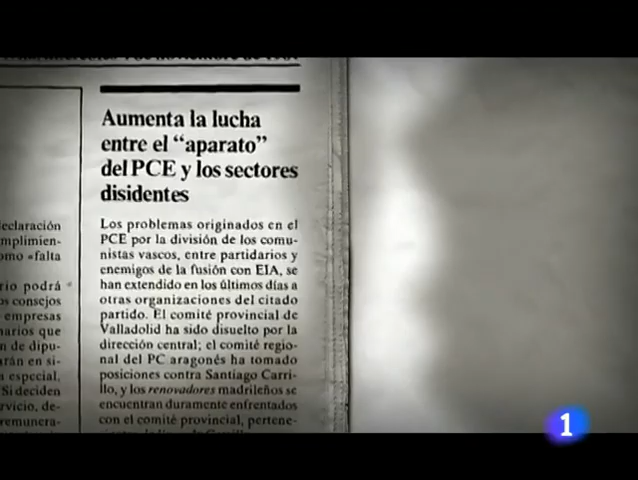 Aumenta la lucha
entre el “aparato”
del PCE y los sectores
disidentes
Los problemas originados en el
PCE por la división de los comu-
nistas vascos, entre partidarios y
enemigos de la fusión con EIA, se
han extendido en los últimos días a
otras organizaciones del citado
partido. El comité provincial de
Valladolid ha sido disuelto por la
dirección central; el comité regio-
nal del PC aragonés ha tomado
posiciones contra Santiago Carri-
llo, y los renovadores madrileños se
encuentran duramente enfrentados
con el comité provincial, pertene-
eclaración
mplimien-
omo «falta
rio podrá
os consejos
empresas
narios que
n de dipu-
arán en si-
a especial,
Si deciden
rvicio, de-
remunera-
1